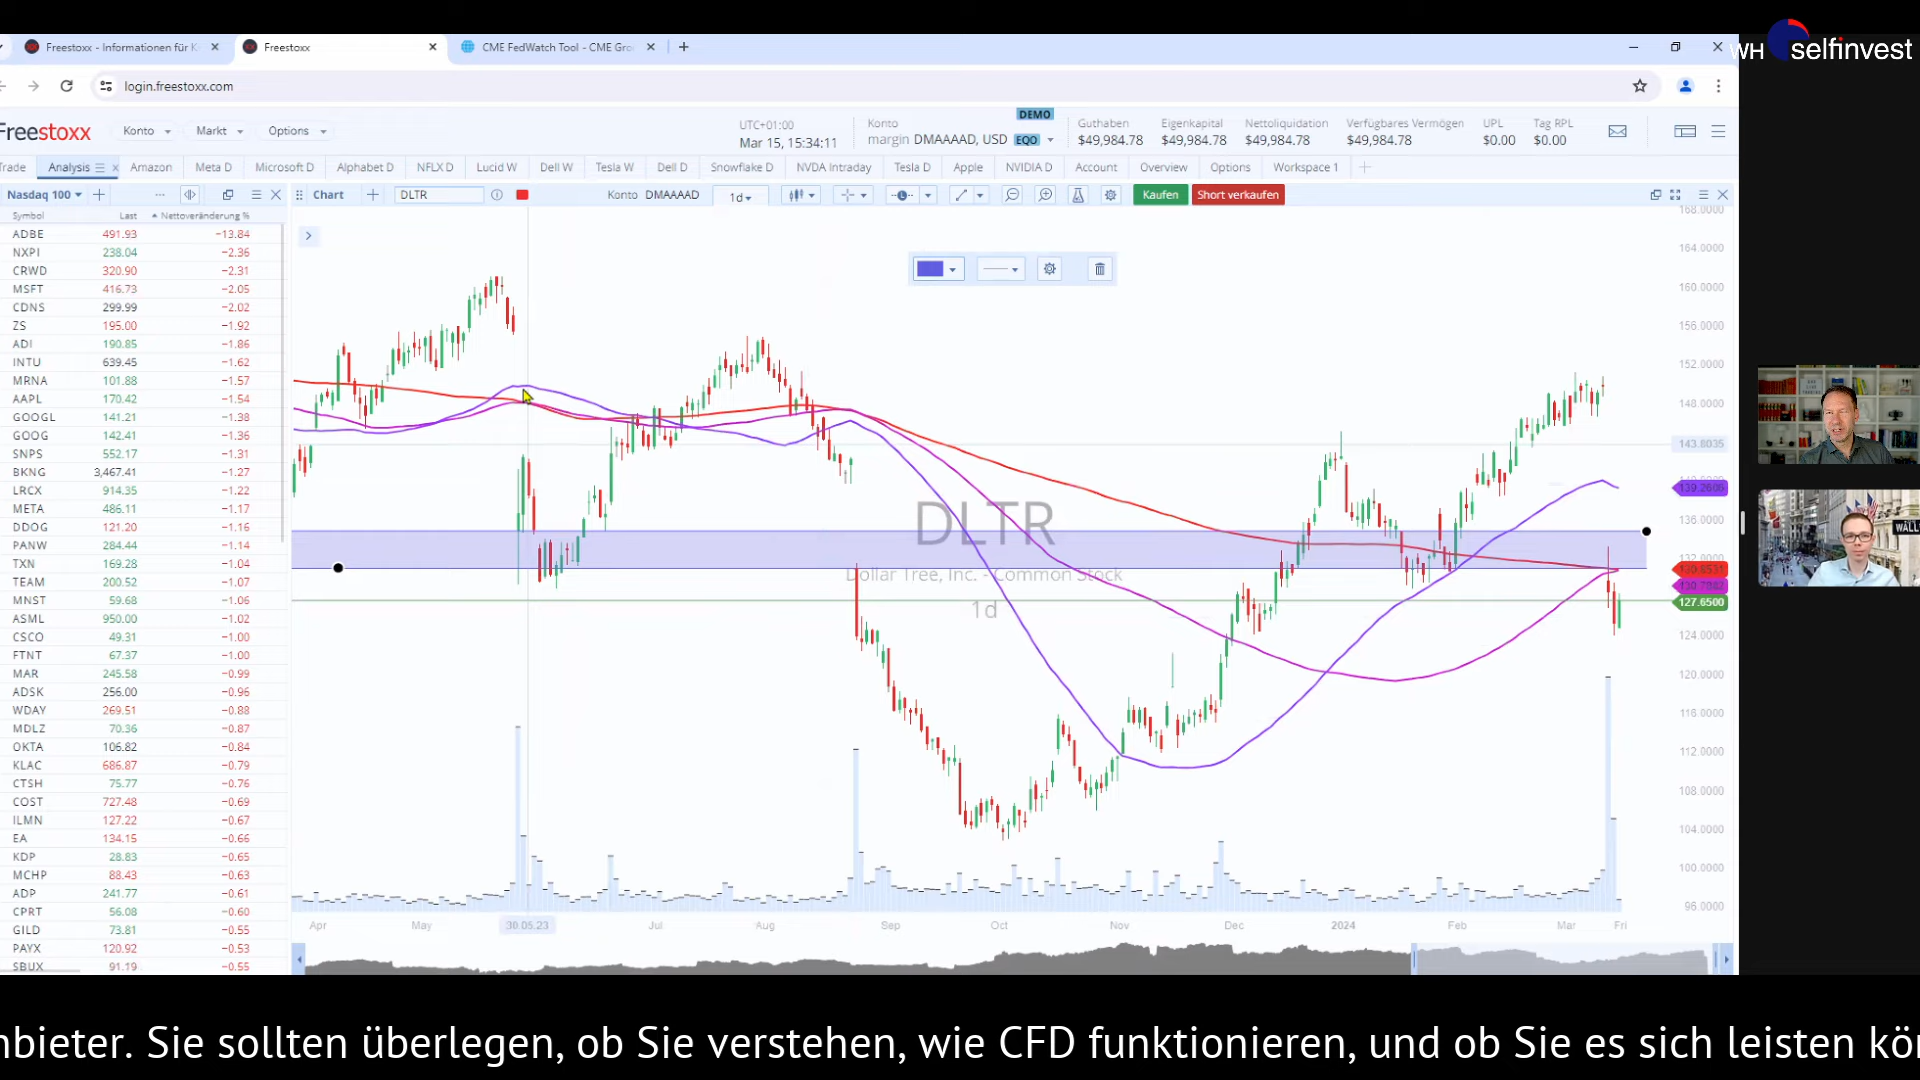 Freestoxx - Informationen für K
Freestoxx
CME FedWatch Tool - CME Gro
WH selfinvest
login.freestoxx.com
Freestoxx
Konto
Markt
Options
UTC+01:00
Mar 15, 15:34:11
DEMO
Konto
margin DMAAAAD, USD EQO
Guthaben
$49,984.78
Eigenkapital
$49,984.78
Nettoliquidation
$49,984.78
Verfügbares Vermögen
$49,984.78
UPL
$0.00
Tag RPL
$0.00
Trade Analysis Amazon Meta D Microsoft D Alphabet D NFLX D Lucid W Dell W Tesla W Dell D Snowflake D NVDA Intraday Tesla D Apple NVIDIA D Account Overview Options Workspace 1
Nasdaq 100
Chart
DLTR
Konto DMAAAAD
1d
Kaufen
Short verkaufen
Symbol Last Nettoveränderung %
ADBE 491.93 −13.84
NXPI 238.04 −2.36
CRWD 320.90 −2.31
MSFT 416.73 −2.05
CDNS 299.99 −2.02
ZS 195.00 −1.92
ADI 190.85 −1.86
INTU 639.45 −1.62
MRNA 101.88 −1.57
AAPL 170.42 −1.54
GOOGL 141.21 −1.38
GOOG 142.41 −1.36
SNPS 552.17 −1.31
BKNG 3,467.41 −1.27
LRCX 914.35 −1.22
META 486.11 −1.17
DDOG 121.20 −1.16
PANW 284.44 −1.14
TXN 169.28 −1.04
TEAM 200.52 −1.07
MNST 59.68 −1.06
ASML 950.00 −1.02
CSCO 49.31 −1.00
FTNT 67.37 −1.00
MAR 245.58 −0.99
ADSK 256.00 −0.96
WDAY 269.51 −0.88
MDLZ 70.36 −0.87
OKTA 106.82 −0.84
KLAC 686.87 −0.79
CTSH 75.77 −0.77
COST 727.48 −0.69
ILMN 127.22 −0.67
EA 134.15 −0.66
KDP 28.83 −0.65
MCHP 88.43 −0.63
ADP 241.77 −0.61
CPRT 56.08 −0.60
GILD 73.81 −0.55
PAYX 120.92 −0.53
SBUX 91.19 −0.55
DLTR
Dollar Tree, Inc. - Common Stock
1d
168.0000
164.0000
160.0000
156.0000
152.0000
148.0000
143.8035
139.2600
136.0000
132.0000
130.8531
127.6500
124.0000
120.0000
116.0000
112.0000
108.0000
104.0000
100.0000
96.0000
Apr May 30.05.23 Jul Aug Sep Oct Nov Dec 2024 Feb Mar Fri
WALL
nbieter. Sie sollten überlegen, ob Sie verstehen, wie CFD funktionieren, und ob Sie es sich leisten kön